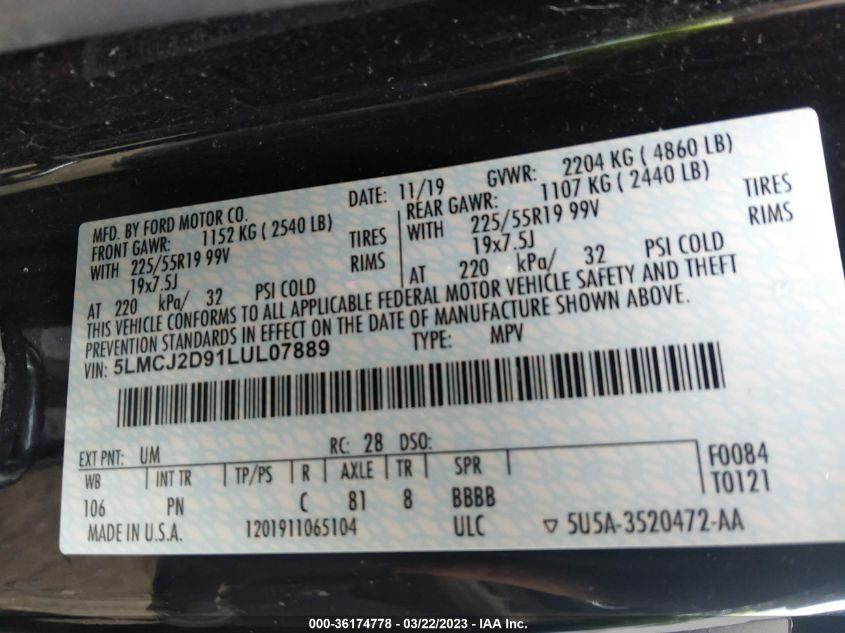 MFD. BY FORD MOTOR CO. DATE: 11/19 GVWR: 2204 KG ( 4860 LB)
FRONT GAWR: 1152 KG ( 2540 LB) REAR GAWR: 1107 KG ( 2440 LB)
WITH 225/55R19 99V TIRES WITH 225/55R19 99V TIRES
19x7.5J RIMS 19x7.5J RIMS
AT 220 kPa/ 32 PSI COLD AT 220 kPa/ 32 PSI COLD
THIS VEHICLE CONFORMS TO ALL APPLICABLE FEDERAL MOTOR VEHICLE SAFETY AND THEFT
PREVENTION STANDARDS IN EFFECT ON THE DATE OF MANUFACTURE SHOWN ABOVE.
VIN: 5LMCJ2D91LUL07889 TYPE: MPV
EXT PNT: UM RC: 28 DSO:
WB INT TR TP/PS R AXLE TR SPR F0084
106 PN C 81 8 BBBB T0121
MADE IN U.S.A. 1201911065104 ULC ▽ 5U5A-3520472-AA
000-36174778 - 03/22/2023 - IAA Inc.